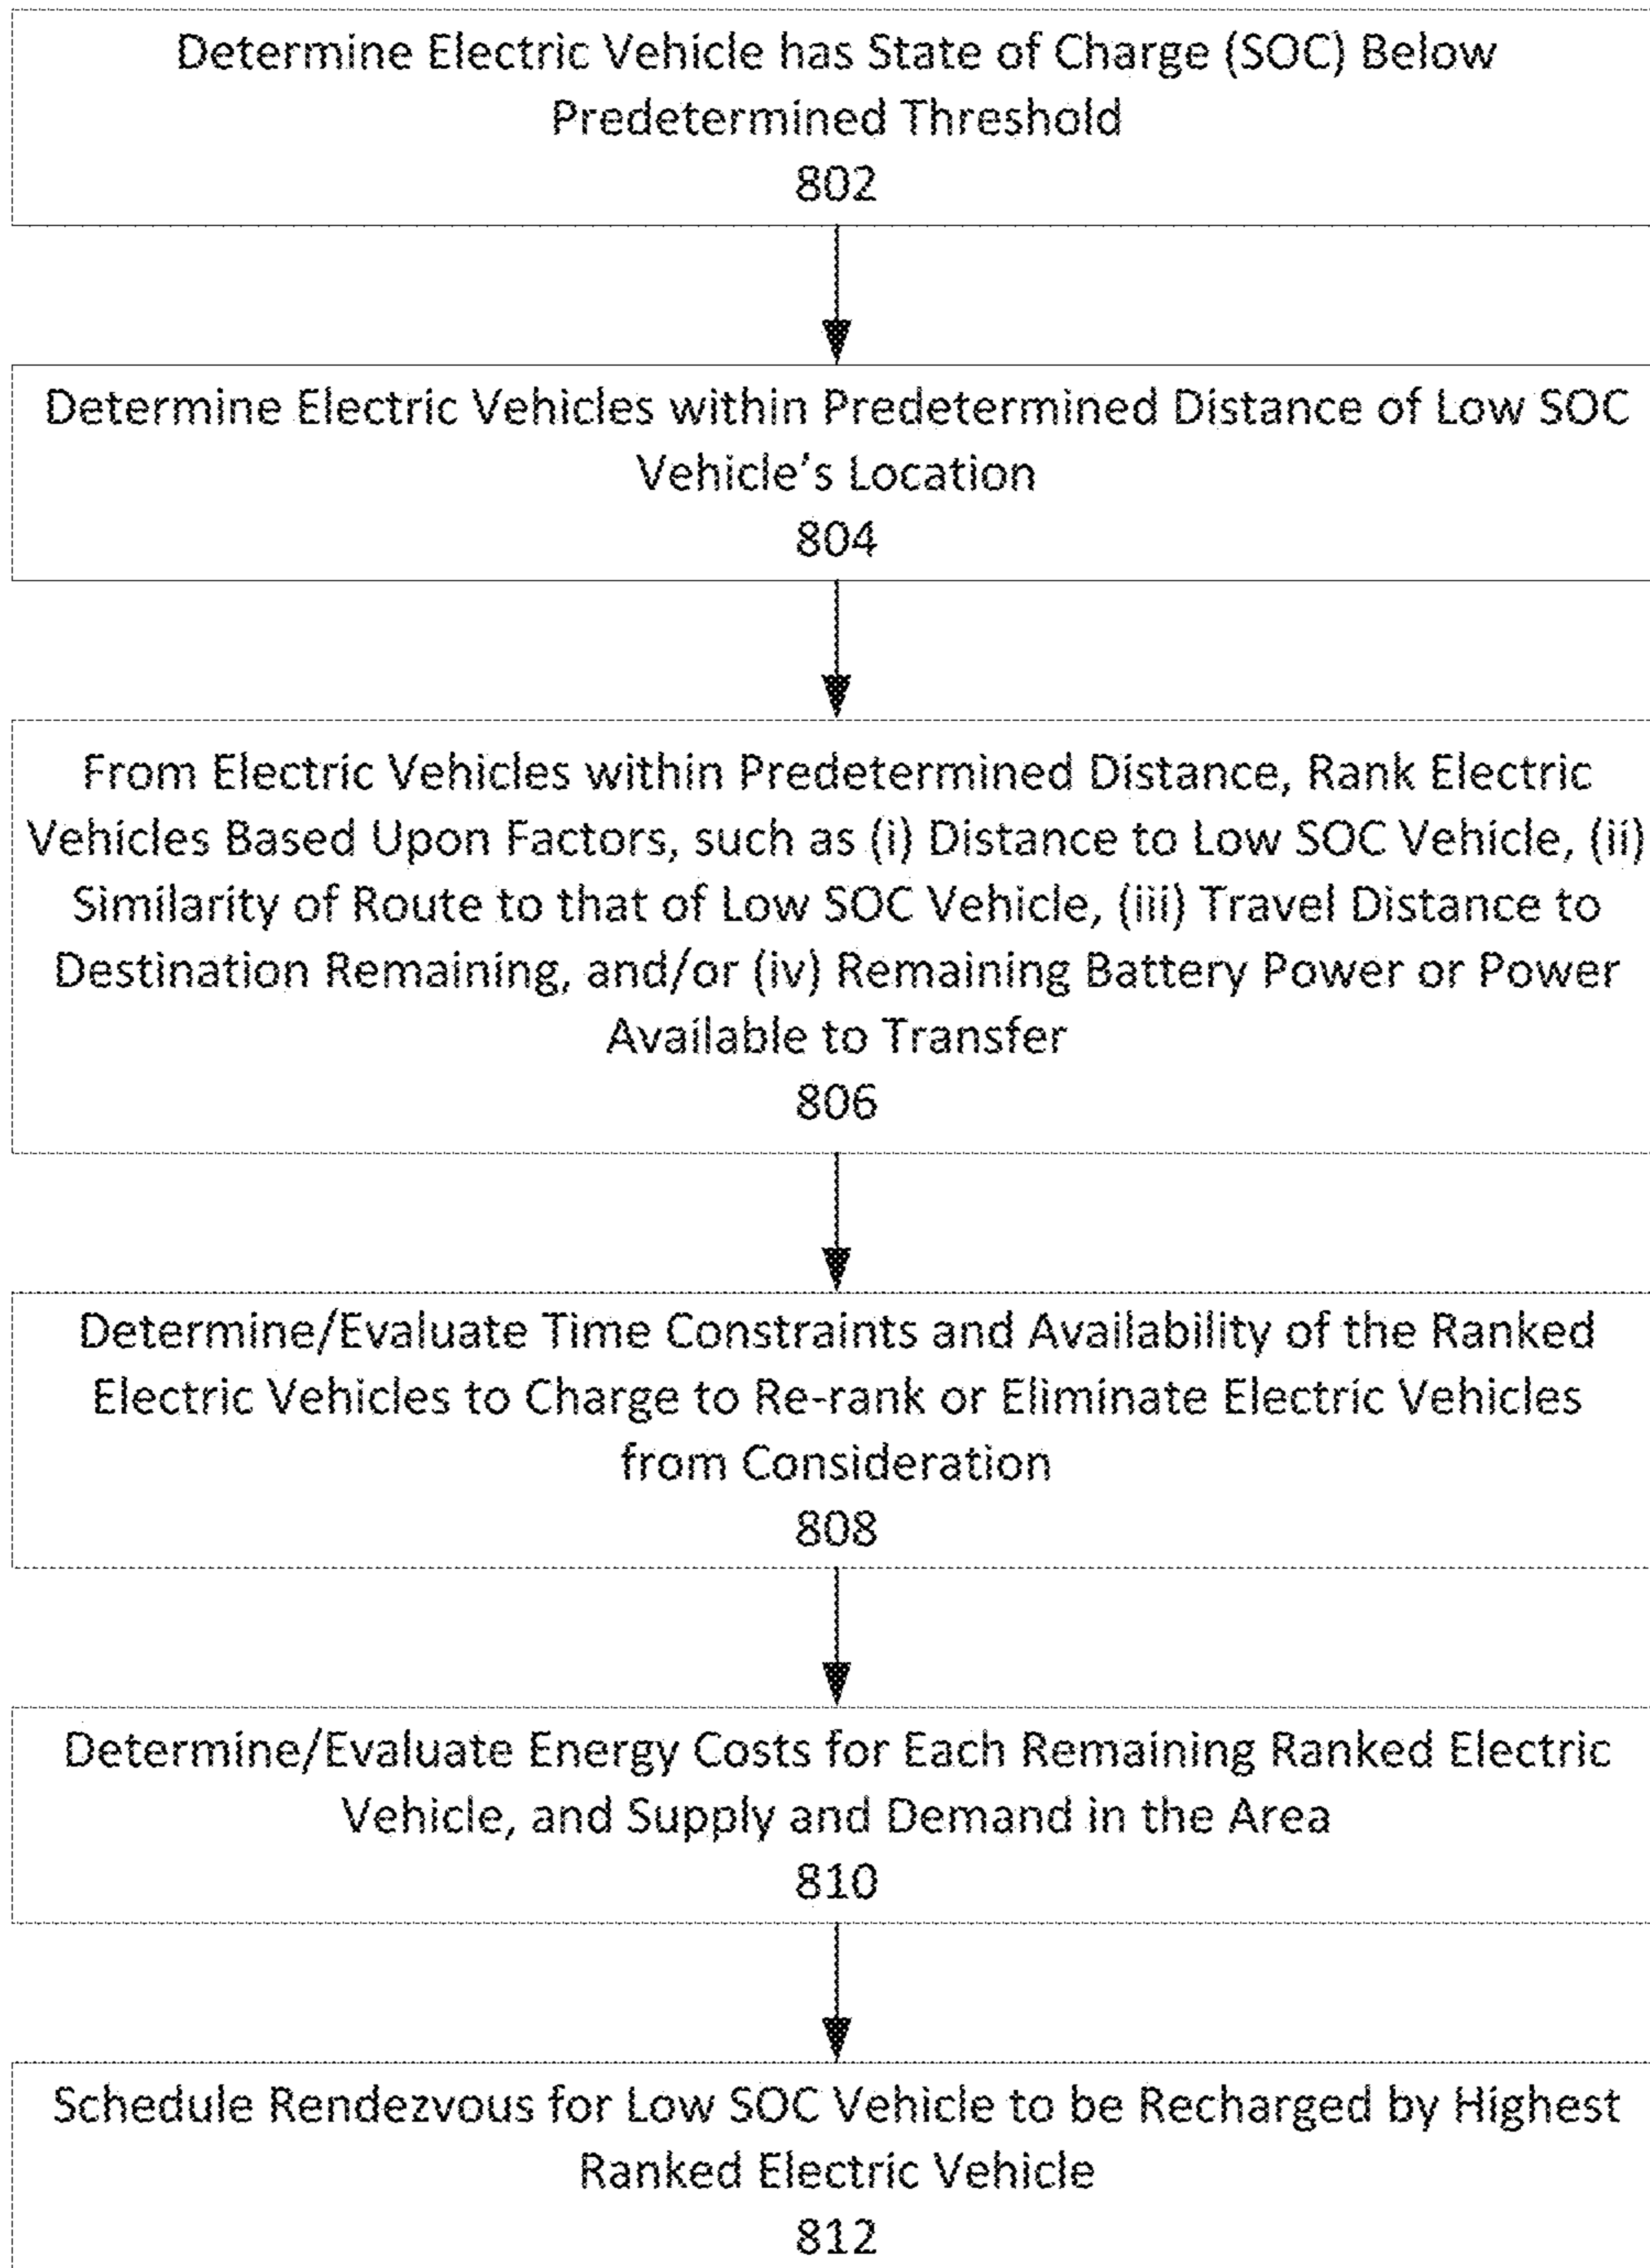 Determine Electric Vehicle has State of Charge (SOC) Below
Predetermined Threshold
802
Determine Electric Vehicles within Predetermined Distance of Low SOC
Vehicle's Location
804
From Electric Vehicles within Predetermined Distance, Rank Electric
Vehicles Based Upon Factors, such as (i) Distance to Low SOC Vehicle, (ii)
Similarity of Route to that of Low SOC Vehicle, (iii) Travel Distance to
Destination Remaining, and/or (iv) Remaining Battery Power or Power
Available to Transfer
806
Determine/Evaluate Time Constraints and Availability of the Ranked
Electric Vehicles to Charge to Re-rank or Eliminate Electric Vehicles
from Consideration
808
Determine/Evaluate Energy Costs for Each Remaining Ranked Electric
Vehicle, and Supply and Demand in the Area
810
Schedule Rendezvous for Low SOC Vehicle to be Recharged by Highest
Ranked Electric Vehicle
812